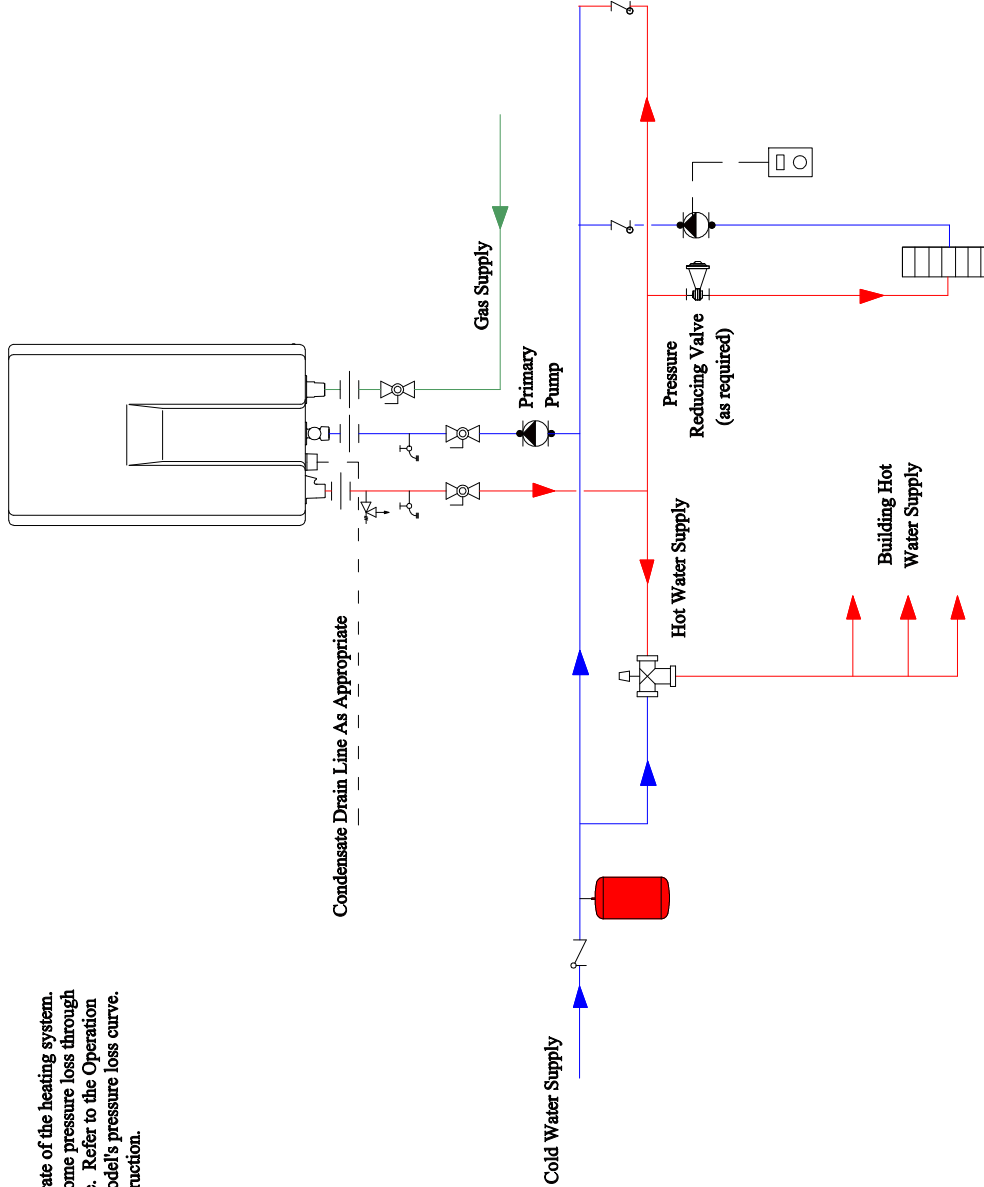 ate of the heating system.
ome pressure loss through
e. Refer to the Operation
odel's pressure loss curve.
ruction.
Condensate Drain Line As Appropriate
Gas Supply
Primary
Pump
Cold Water Supply
Hot Water Supply
Pressure
Reducing Valve
(as required)
Building Hot
Water Supply